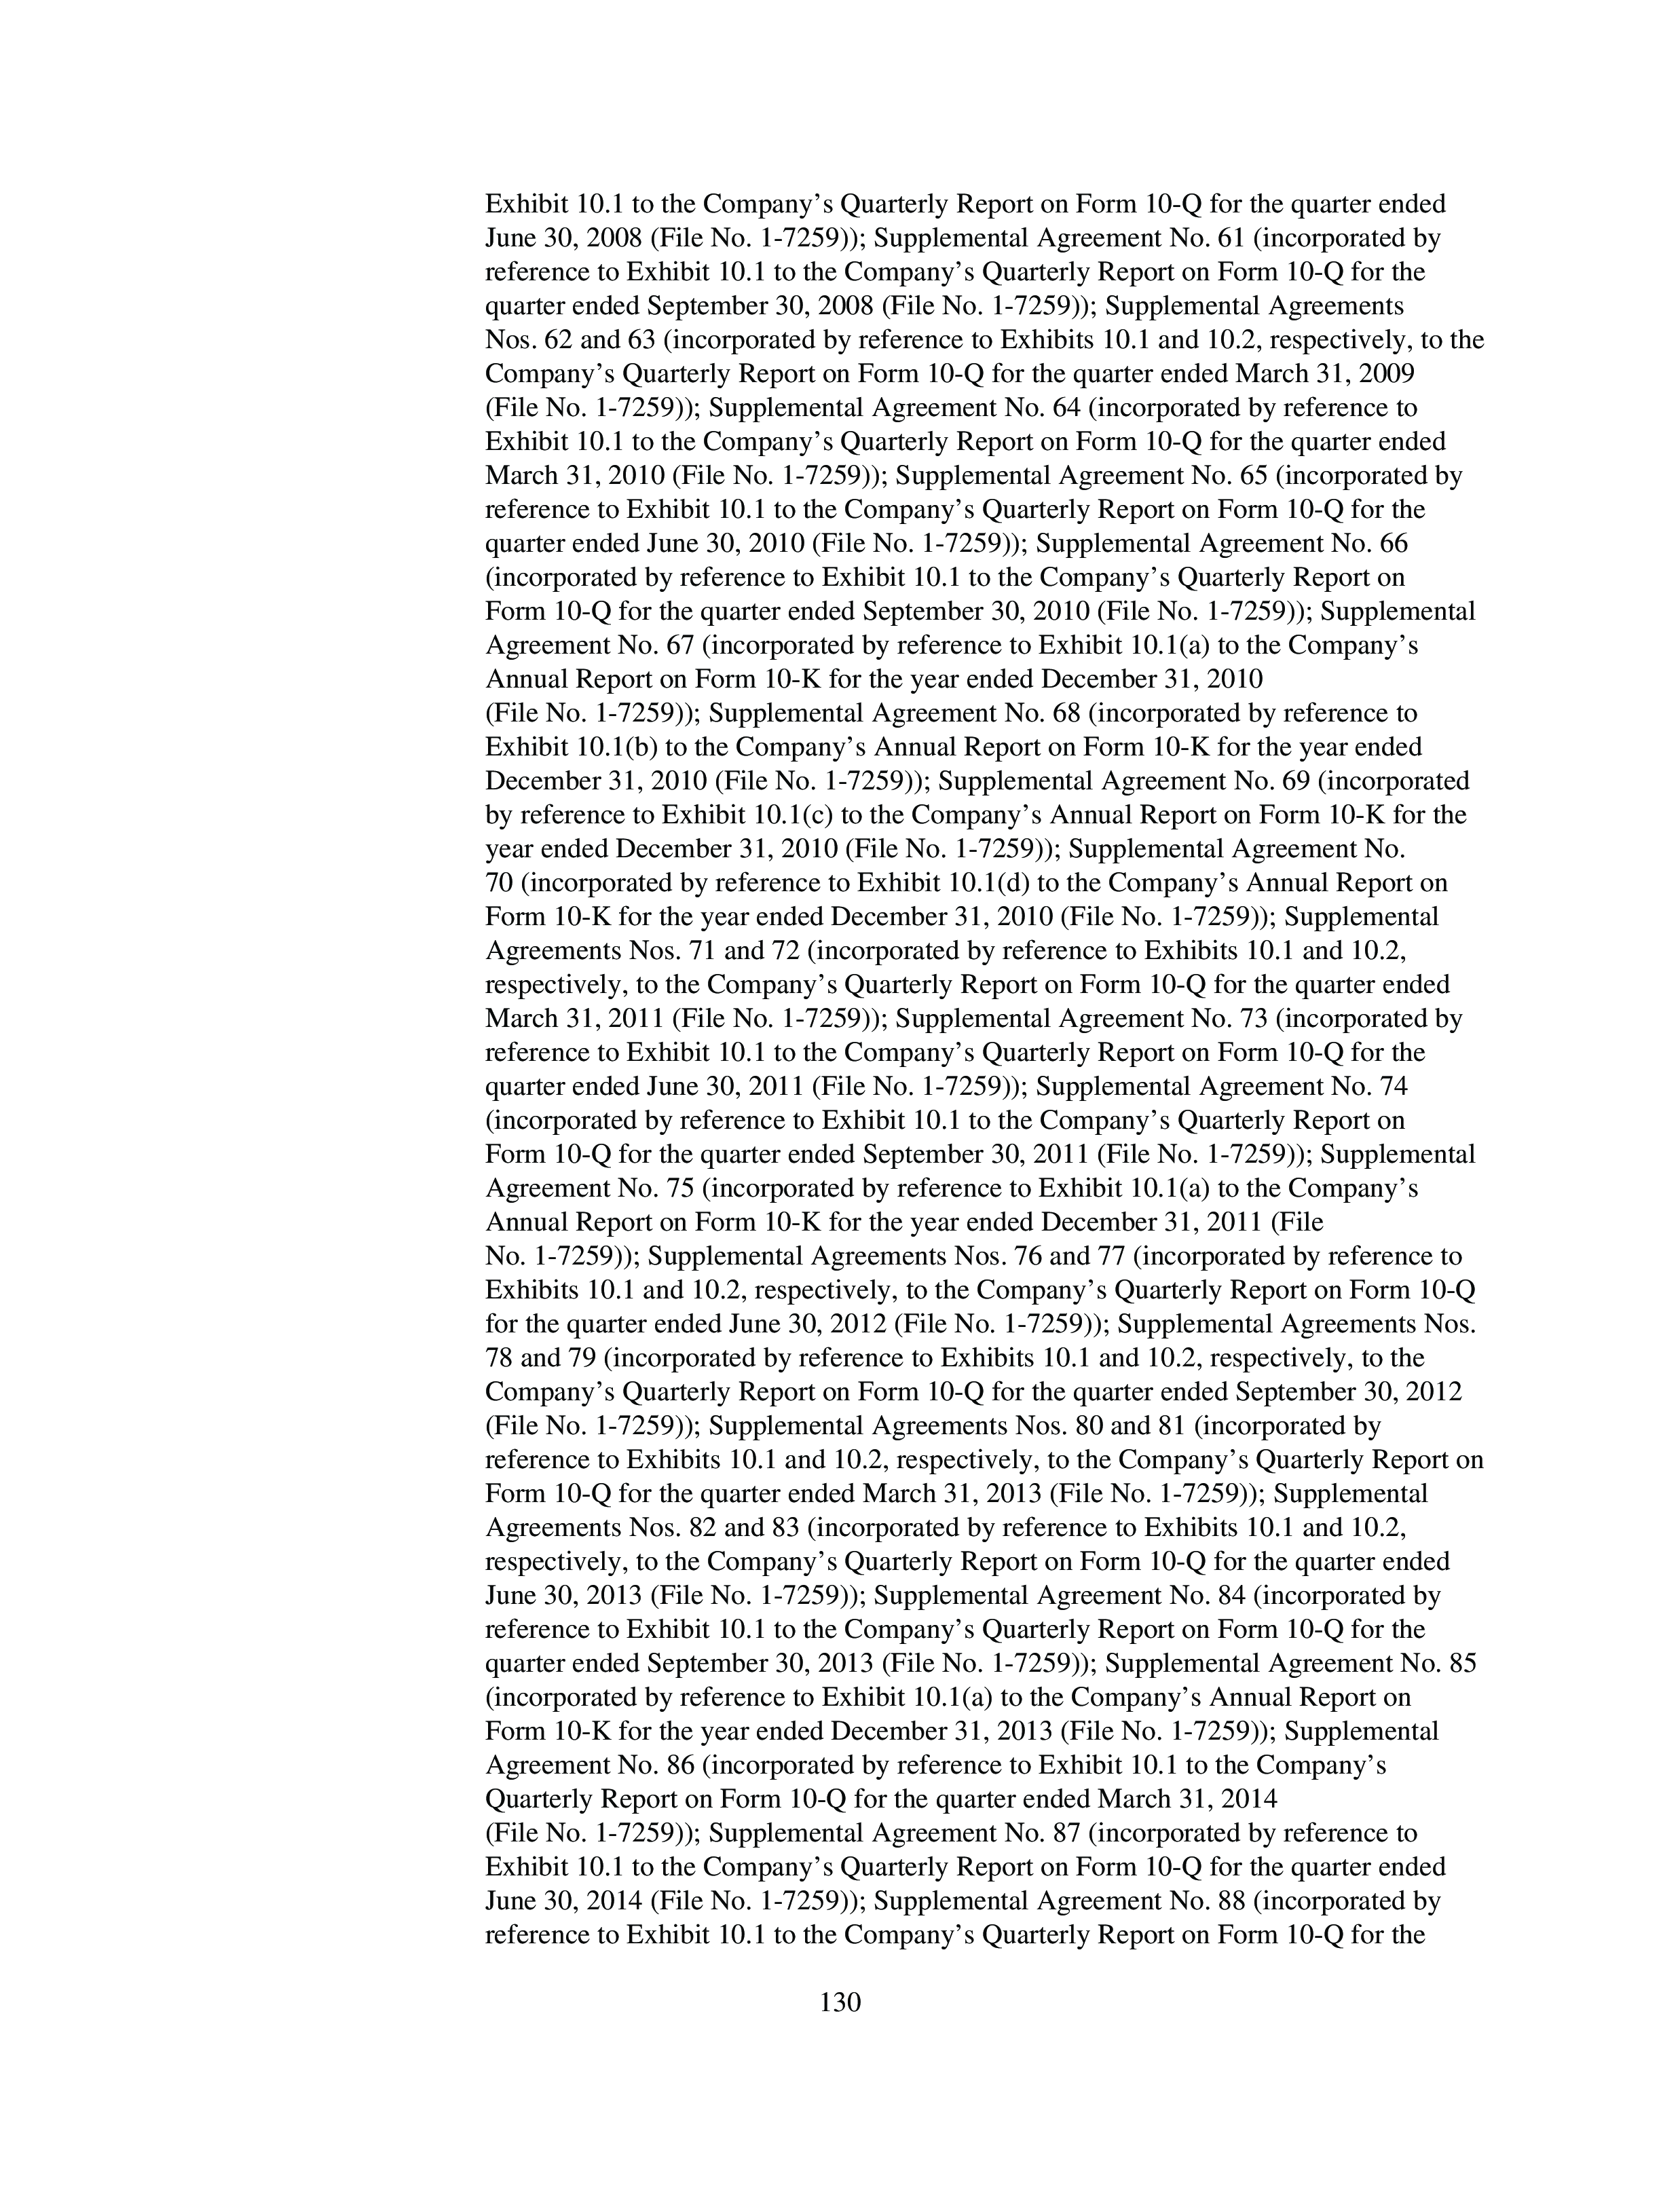 Exhibit 10.1 to the Company’s Quarterly Report on Form 10-Q for the quarter ended
June 30, 2008 (File No. 1-7259)); Supplemental Agreement No. 61 (incorporated by
reference to Exhibit 10.1 to the Company’s Quarterly Report on Form 10-Q for the
quarter ended September 30, 2008 (File No. 1-7259)); Supplemental Agreements
Nos. 62 and 63 (incorporated by reference to Exhibits 10.1 and 10.2, respectively, to the
Company’s Quarterly Report on Form 10-Q for the quarter ended March 31, 2009
(File No. 1-7259)); Supplemental Agreement No. 64 (incorporated by reference to
Exhibit 10.1 to the Company’s Quarterly Report on Form 10-Q for the quarter ended
March 31, 2010 (File No. 1-7259)); Supplemental Agreement No. 65 (incorporated by
reference to Exhibit 10.1 to the Company’s Quarterly Report on Form 10-Q for the
quarter ended June 30, 2010 (File No. 1-7259)); Supplemental Agreement No. 66
(incorporated by reference to Exhibit 10.1 to the Company’s Quarterly Report on
Form 10-Q for the quarter ended September 30, 2010 (File No. 1-7259)); Supplemental
Agreement No. 67 (incorporated by reference to Exhibit 10.1(a) to the Company’s
Annual Report on Form 10-K for the year ended December 31, 2010
(File No. 1-7259)); Supplemental Agreement No. 68 (incorporated by reference to
Exhibit 10.1(b) to the Company’s Annual Report on Form 10-K for the year ended
December 31, 2010 (File No. 1-7259)); Supplemental Agreement No. 69 (incorporated
by reference to Exhibit 10.1(c) to the Company’s Annual Report on Form 10-K for the
year ended December 31, 2010 (File No. 1-7259)); Supplemental Agreement No.
70 (incorporated by reference to Exhibit 10.1(d) to the Company’s Annual Report on
Form 10-K for the year ended December 31, 2010 (File No. 1-7259)); Supplemental
Agreements Nos. 71 and 72 (incorporated by reference to Exhibits 10.1 and 10.2,
respectively, to the Company’s Quarterly Report on Form 10-Q for the quarter ended
March 31, 2011 (File No. 1-7259)); Supplemental Agreement No. 73 (incorporated by
reference to Exhibit 10.1 to the Company’s Quarterly Report on Form 10-Q for the
quarter ended June 30, 2011 (File No. 1-7259)); Supplemental Agreement No. 74
(incorporated by reference to Exhibit 10.1 to the Company’s Quarterly Report on
Form 10-Q for the quarter ended September 30, 2011 (File No. 1-7259)); Supplemental
Agreement No. 75 (incorporated by reference to Exhibit 10.1(a) to the Company’s
Annual Report on Form 10-K for the year ended December 31, 2011 (File
No. 1-7259)); Supplemental Agreements Nos. 76 and 77 (incorporated by reference to
Exhibits 10.1 and 10.2, respectively, to the Company’s Quarterly Report on Form 10-Q
for the quarter ended June 30, 2012 (File No. 1-7259)); Supplemental Agreements Nos.
78 and 79 (incorporated by reference to Exhibits 10.1 and 10.2, respectively, to the
Company’s Quarterly Report on Form 10-Q for the quarter ended September 30, 2012
(File No. 1-7259)); Supplemental Agreements Nos. 80 and 81 (incorporated by
reference to Exhibits 10.1 and 10.2, respectively, to the Company’s Quarterly Report on
Form 10-Q for the quarter ended March 31, 2013 (File No. 1-7259)); Supplemental
Agreements Nos. 82 and 83 (incorporated by reference to Exhibits 10.1 and 10.2,
respectively, to the Company’s Quarterly Report on Form 10-Q for the quarter ended
June 30, 2013 (File No. 1-7259)); Supplemental Agreement No. 84 (incorporated by
reference to Exhibit 10.1 to the Company’s Quarterly Report on Form 10-Q for the
quarter ended September 30, 2013 (File No. 1-7259)); Supplemental Agreement No. 85
(incorporated by reference to Exhibit 10.1(a) to the Company’s Annual Report on
Form 10-K for the year ended December 31, 2013 (File No. 1-7259)); Supplemental
Agreement No. 86 (incorporated by reference to Exhibit 10.1 to the Company’s
Quarterly Report on Form 10-Q for the quarter ended March 31, 2014
(File No. 1-7259)); Supplemental Agreement No. 87 (incorporated by reference to
Exhibit 10.1 to the Company’s Quarterly Report on Form 10-Q for the quarter ended
June 30, 2014 (File No. 1-7259)); Supplemental Agreement No. 88 (incorporated by
reference to Exhibit 10.1 to the Company’s Quarterly Report on Form 10-Q for the
130